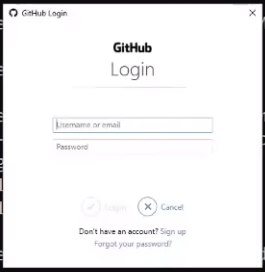 GitHub Login
GitHub
Login
Username or email
Password
Login Cancel
Don't have an account? Sign up
Forgot your password?